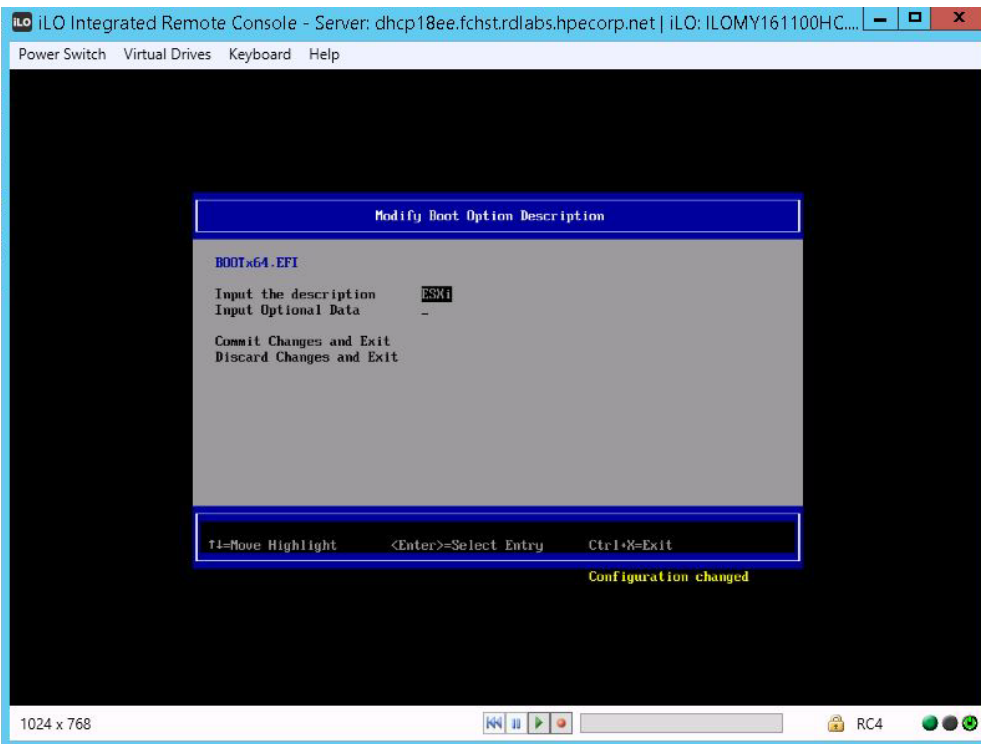 iLO iLO Integrated Remote Console - Server: dhcp18ee.fchst.rdlabs.hpecorp.net | iLO: ILOMY161100HC....
Power Switch Virtual Drives Keyboard Help
Modify Boot Option Description
BOOTx64.EFI
Input the description ESXi
Input Optional Data _
Commit Changes and Exit
Discard Changes and Exit
↑↓=Move Highlight <Enter>=Select Entry Ctrl+X=Exit
Configuration changed
1024 x 768 RC4